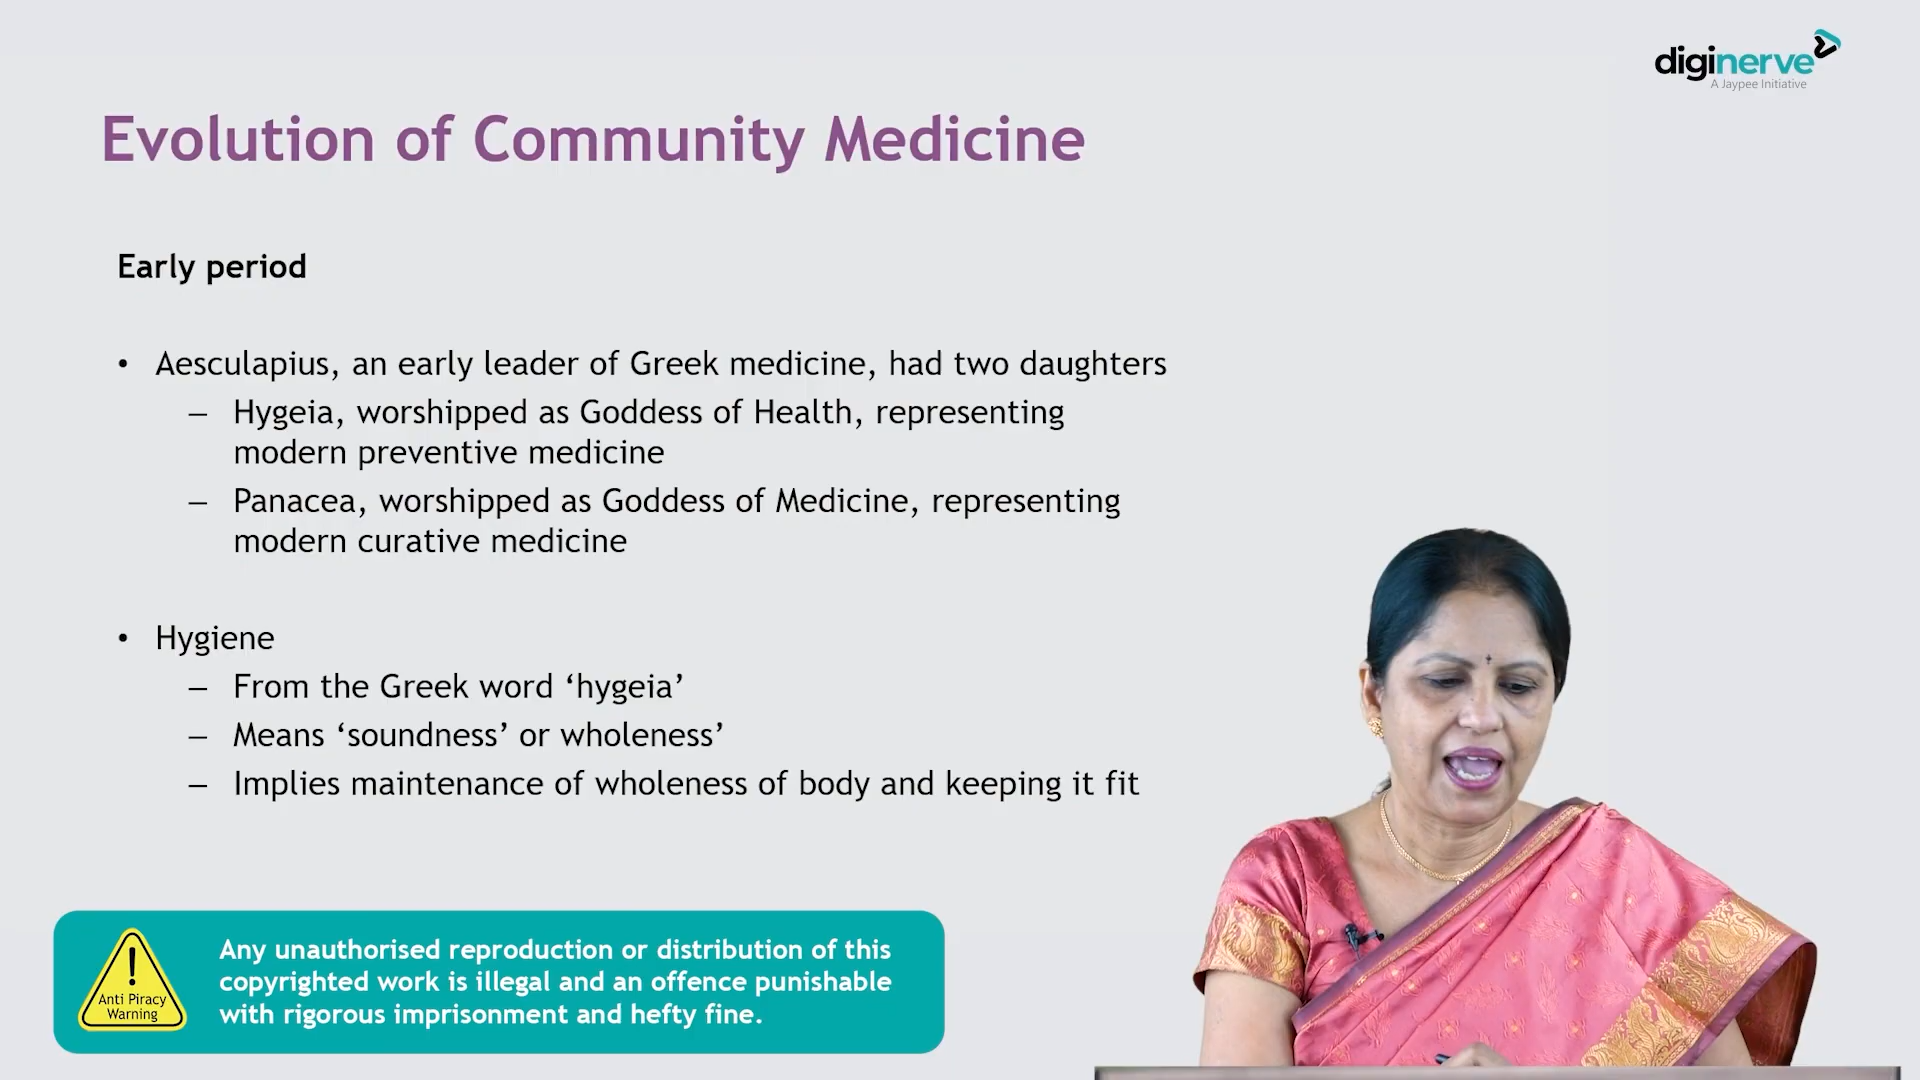 diginerve
A Jaypee Initiative
Evolution of Community Medicine
Early period
• Aesculapius, an early leader of Greek medicine, had two daughters
– Hygeia, worshipped as Goddess of Health, representing
modern preventive medicine
– Panacea, worshipped as Goddess of Medicine, representing
modern curative medicine
• Hygiene
– From the Greek word ‘hygeia’
– Means ‘soundness’ or wholeness’
– Implies maintenance of wholeness of body and keeping it fit
Anti Piracy
Warning
Any unauthorised reproduction or distribution of this
copyrighted work is illegal and an offence punishable
with rigorous imprisonment and hefty fine.